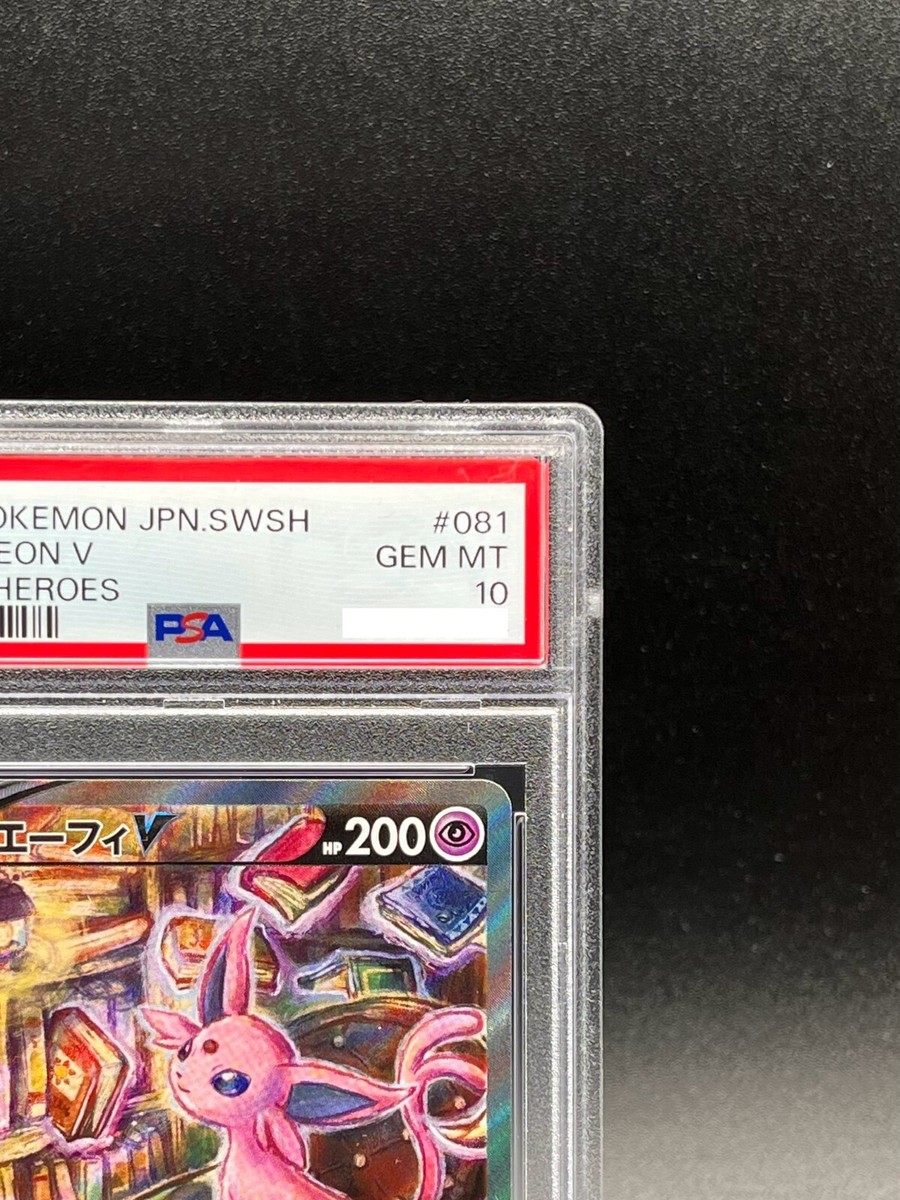 OKEMON JPN.SWSH #081
EON V GEM MT
HEROES 10
PSA
エーフィV HP200